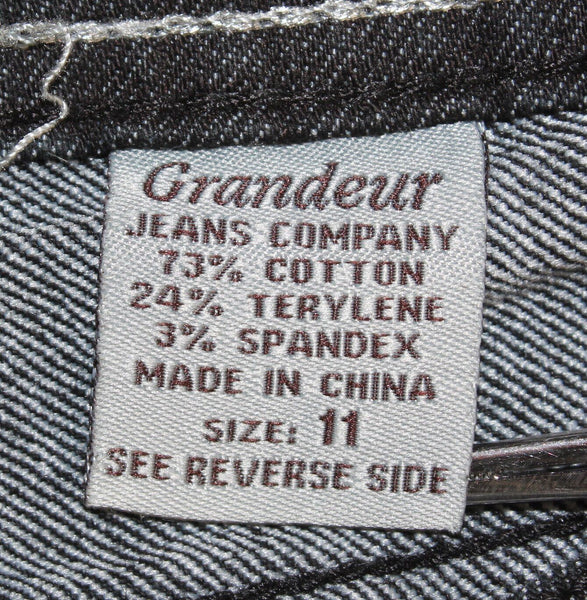 Grandeur
JEANS COMPANY
73% COTTON
24% TERYLENE
3% SPANDEX
MADE IN CHINA
SIZE: 11
SEE REVERSE SIDE